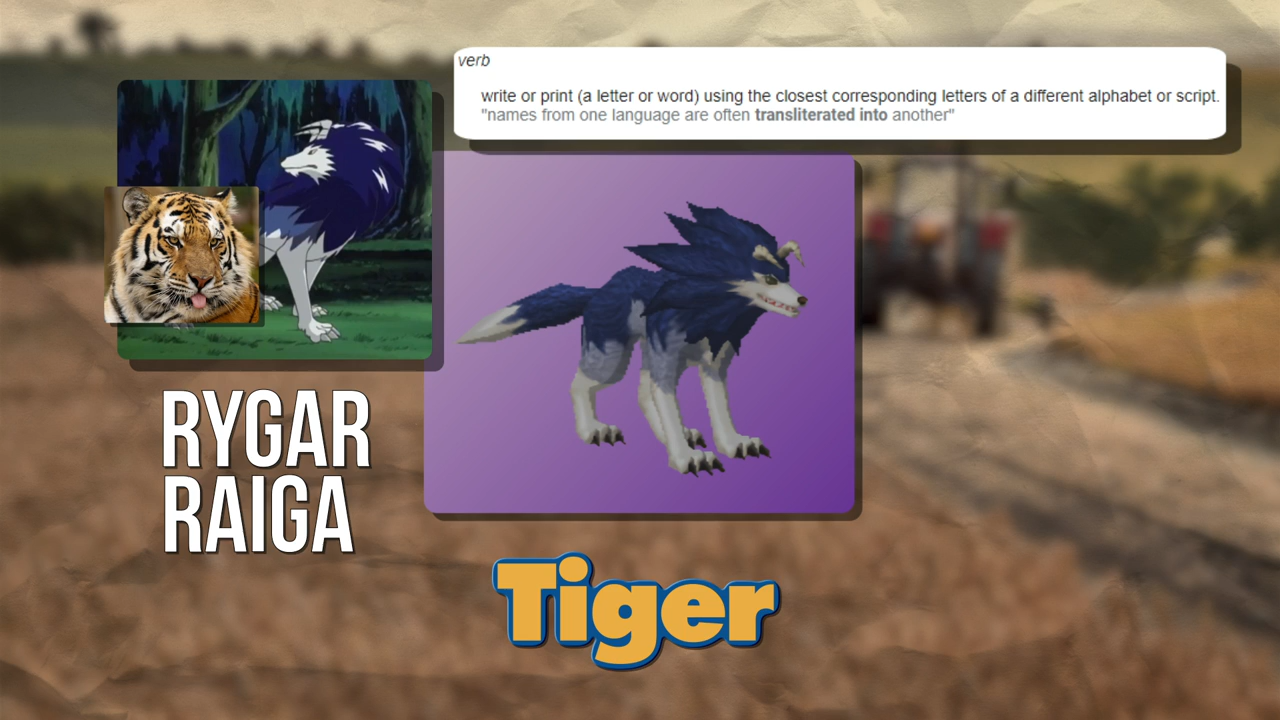 verb
write or print (a letter or word) using the closest corresponding letters of a different alphabet or script.
"names from one language are often transliterated into another"
RYGAR
RAIGA
Tiger